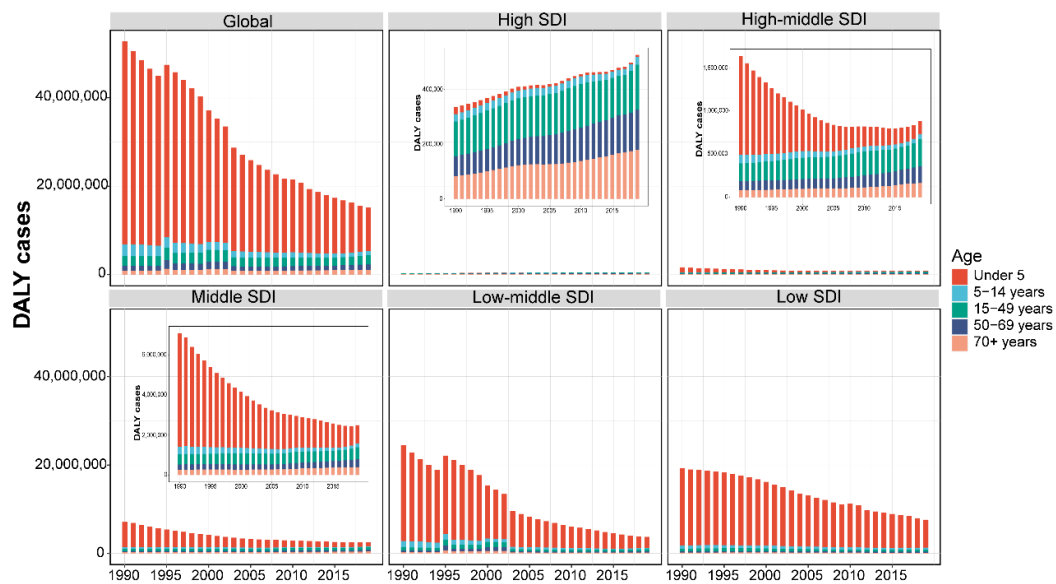 Global
High SDI
High-middle SDI
DALY cases
40,000,000
20,000,000
0
DALY cases
400,000
200,000
0
1990 1995 2000 2005 2010 2015
DALY cases
1,500,000
1,000,000
500,000
0
1990 1995 2000 2005 2010 2015
Age
Under 5
5−14 years
15−49 years
50−69 years
70+ years
Middle SDI
Low-middle SDI
Low SDI
40,000,000
20,000,000
0
DALY cases
6,000,000
4,000,000
2,000,000
0
1990 1995 2000 2005 2010 2015
1990 1995 2000 2005 2010 2015
1990 1995 2000 2005 2010 2015
1990 1995 2000 2005 2010 2015